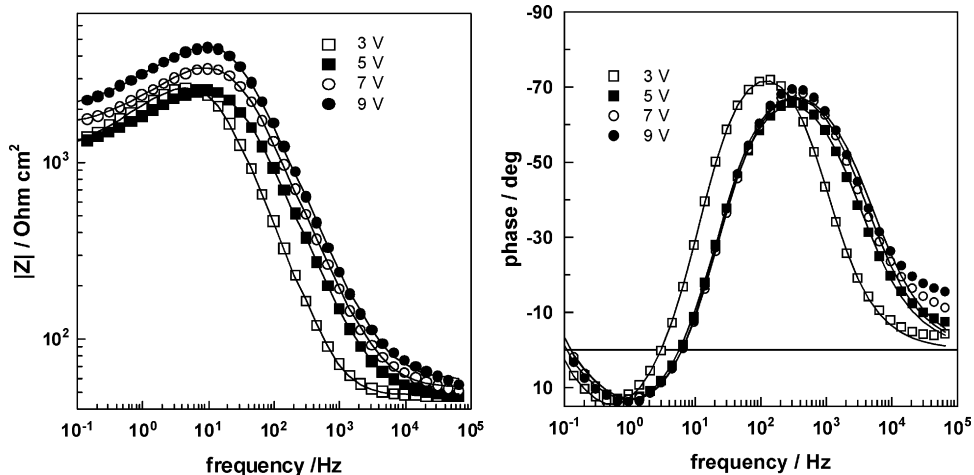 |Z| / Ohm cm²
10³
10²
3 V
5 V
7 V
9 V
10⁻¹ 10⁰ 10¹ 10² 10³ 10⁴ 10⁵
frequency /Hz
phase / deg
-90
-70
-50
-30
-10
10
3 V
5 V
7 V
9 V
10⁻¹ 10⁰ 10¹ 10² 10³ 10⁴ 10⁵
frequency / Hz